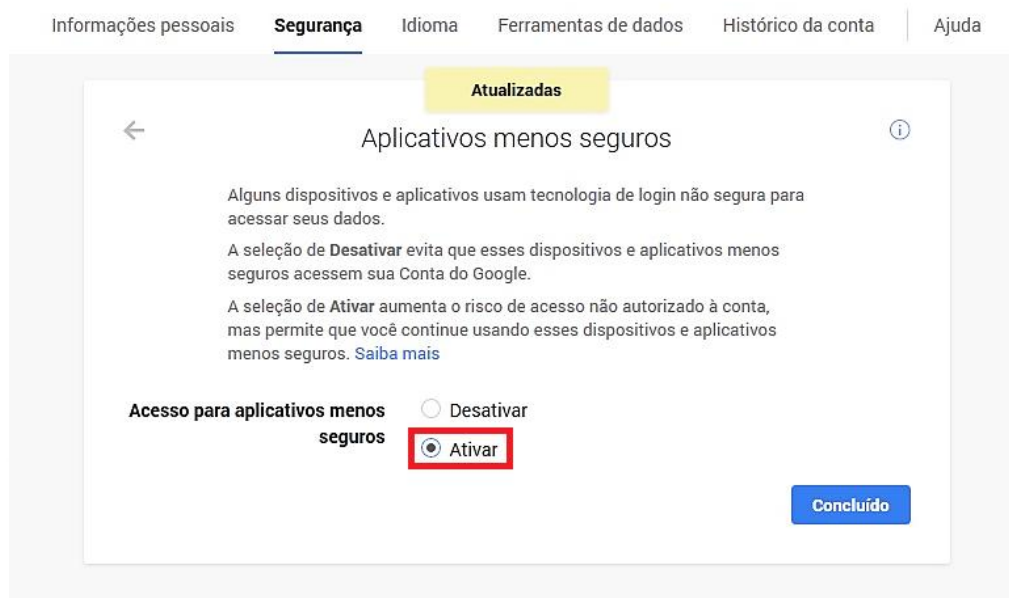 Informações pessoais Segurança Idioma Ferramentas de dados Histórico da conta Ajuda
Atualizadas
Aplicativos menos seguros
Alguns dispositivos e aplicativos usam tecnologia de login não segura para
acessar seus dados.
A seleção de Desativar evita que esses dispositivos e aplicativos menos
seguros acessem sua Conta do Google.
A seleção de Ativar aumenta o risco de acesso não autorizado à conta,
mas permite que você continue usando esses dispositivos e aplicativos
menos seguros. Saiba mais
Acesso para aplicativos menos
seguros
Desativar
Ativar
Concluído